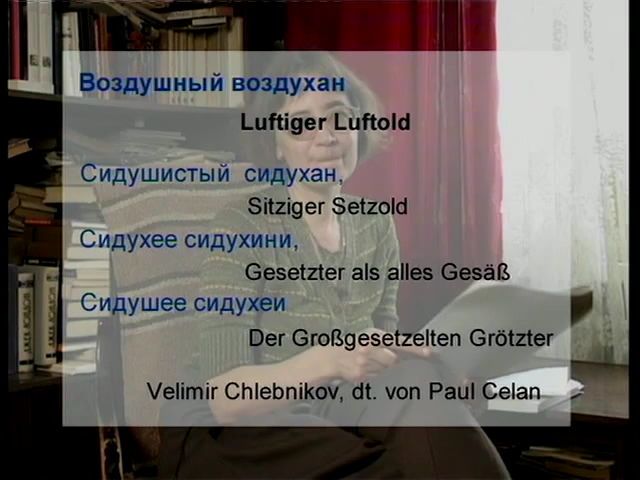 Воздушный воздухан
Luftiger Luftold
Сидушистый сидухан,
Sitziger Setzold
Сидухее сидухини,
Gesetzter als alles Gesäß
Сидушее сидухеи
Der Großgesetzelten Grötzter
Velimir Chlebnikov, dt. von Paul Celan